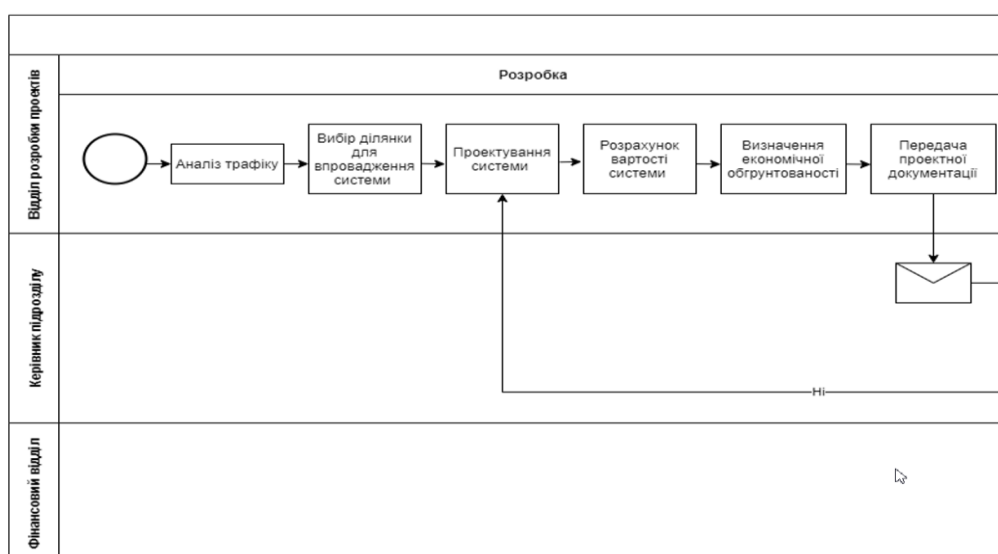 Розробка
Відділ розробки проектів
Аналіз трафіку
Вибір ділянки
для
впровадження
системи
Проектування
системи
Розрахунок
вартості
системи
Визначення
економічної
обгрунтованості
Передача
проектної
документації
Керівник підрозділу
Ні
Фінансовий відділ